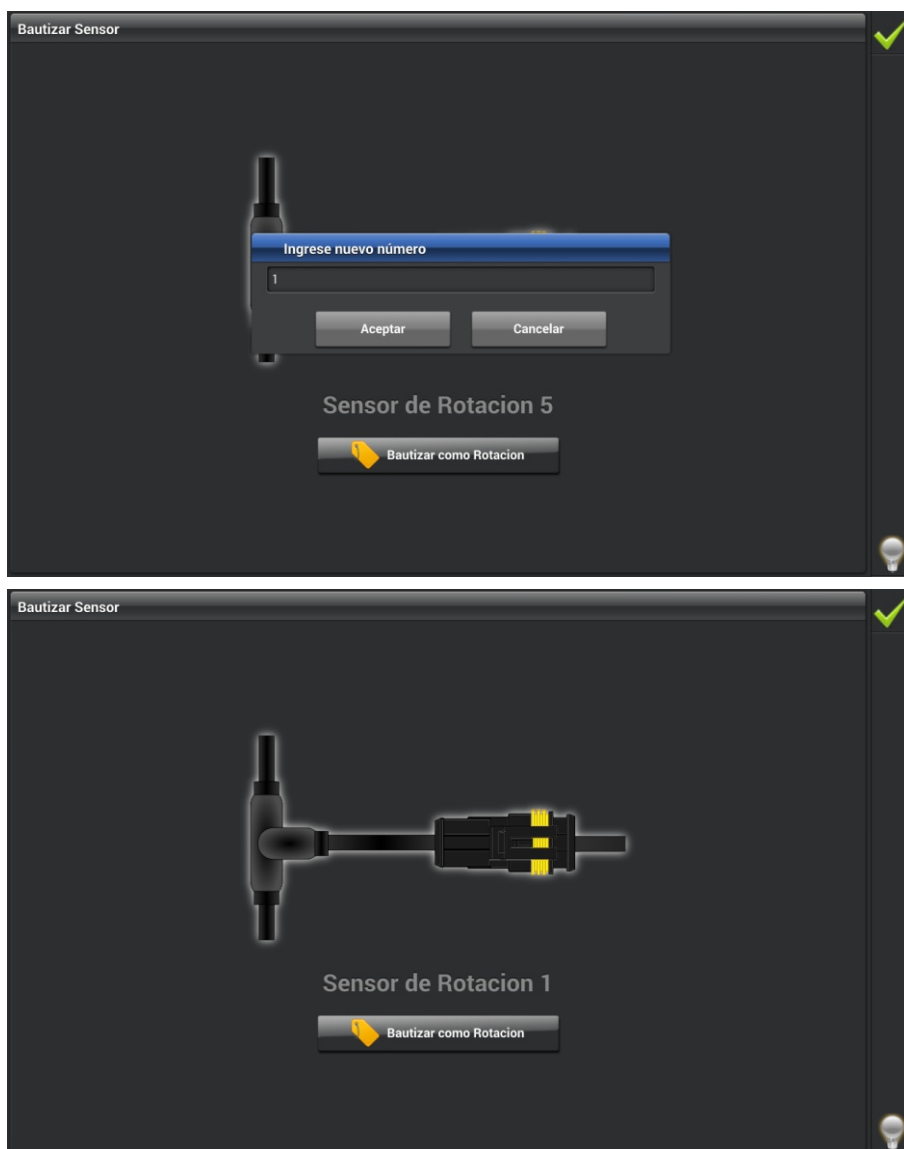 Bautizar Sensor
Ingrese nuevo número
1
Aceptar Cancelar
Sensor de Rotacion 5
Bautizar como Rotacion
Bautizar Sensor
Sensor de Rotacion 1
Bautizar como Rotacion